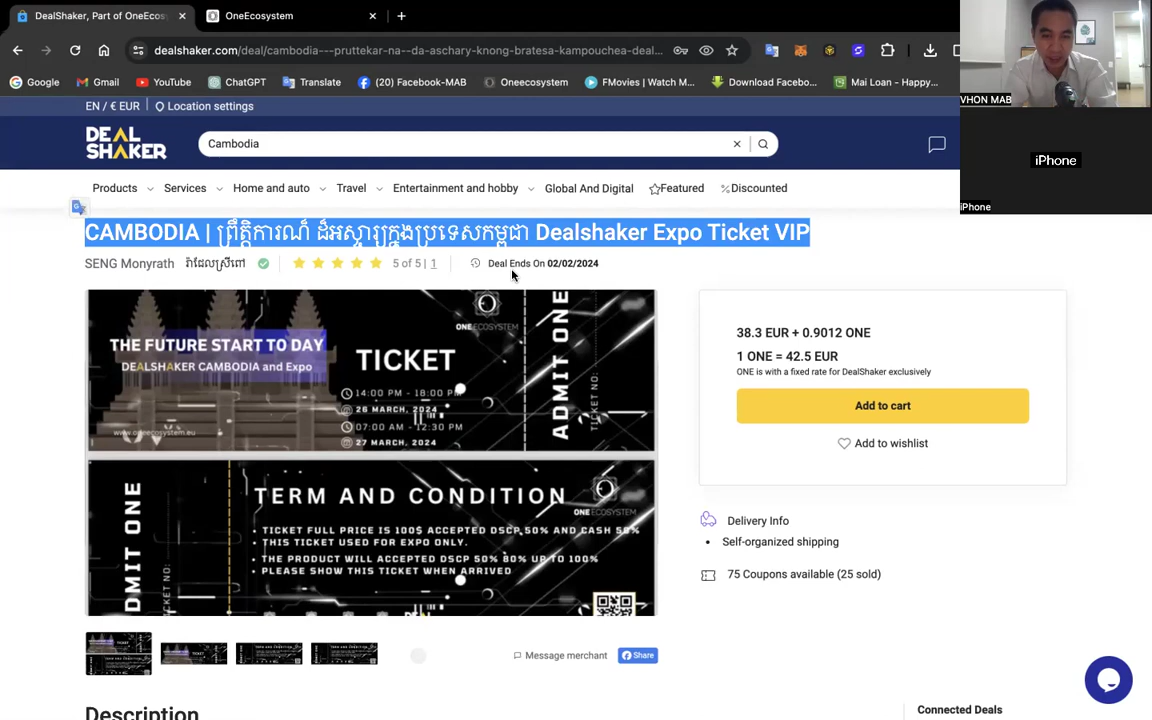 DealShaker, Part of OneEcos
OneEcosystem
dealshaker.com/deal/cambodia---pruttekar-na--da-aschary-knong-bratesa-kampouchea-deal...
Google
Gmail
YouTube
ChatGPT
Translate
(20) Facebook-MAB
Oneecosystem
FMovies | Watch M...
Download Facebo...
Mai Loan - Happy...
VHON MAB
iPhone
iPhone
EN / € EUR
Location settings
DEAL
SHAKER
Cambodia
Products
Services
Home and auto
Travel
Entertainment and hobby
Global And Digital
Featured
Discounted
CAMBODIA | ព្រឹត្តិការណ៍ ដ៏អស្ចារ្យក្នុងប្រទេសកម្ពុជា Dealshaker Expo Ticket VIP
SENG Monyrath
5 of 5 | 1
Deal Ends On 02/02/2024
THE FUTURE START TO DAY
DEALSHAKER CAMBODIA and Expo
www.oneecosystem.eu
TICKET
14:00 PM - 18:00 PM
26 MARCH, 2024
07:00 AM - 12:30 PM
27 MARCH, 2024
ONE ECOSYSTEM
ADMIT ONE
TICKET NO:
TERM AND CONDITION
ONE ECOSYSTEM
• TICKET FULL PRICE IS 100$ ACCEPTED DSCP 50% AND CASH 50%
• THIS TICKET USED FOR EXPO ONLY.
• THE PRODUCT WILL ACCEPTED DSCP 50% 80% UP TO 100%
• PLEASE SHOW THIS TICKET WHEN ARRIVED
DMIT ONE
TICKET NO:
38.3 EUR + 0.9012 ONE
1 ONE = 42.5 EUR
ONE is with a fixed rate for DealShaker exclusively
Add to cart
Add to wishlist
Delivery Info
• Self-organized shipping
75 Coupons available (25 sold)
Message merchant
Share
Description
Connected Deals